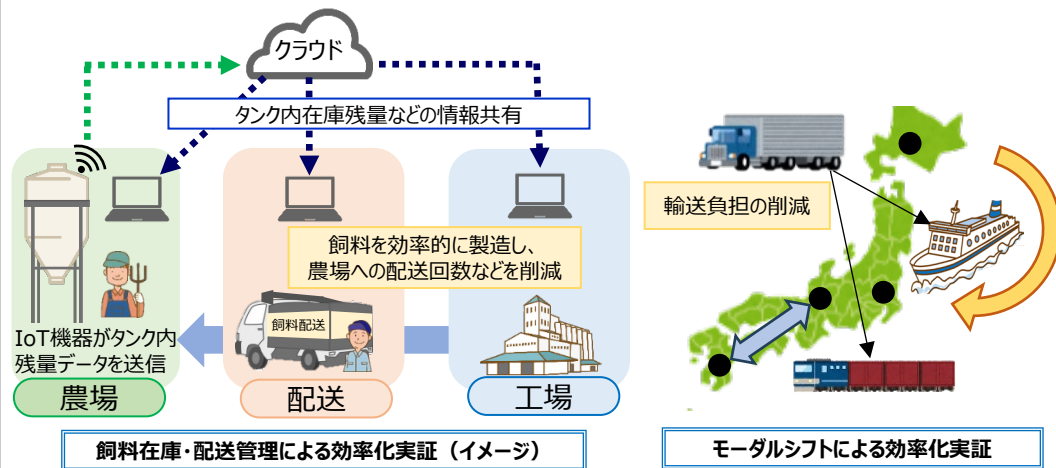 クラウド
タンク内在庫残量などの情報共有
飼料を効率的に製造し、
農場への配送回数などを削減
飼料配送
IoT機器がタンク内
残量データを送信
農場
配送
工場
飼料在庫・配送管理による効率化実証（イメージ）
輸送負担の削減
モーダルシフトによる効率化実証